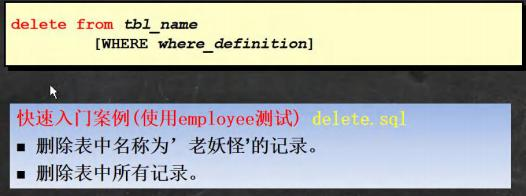 delete from tbl_name
[WHERE where_definition]
快速入门案例(使用employee测试) delete.sql
■ 删除表中名称为’老妖怪'的记录。
■ 删除表中所有记录。